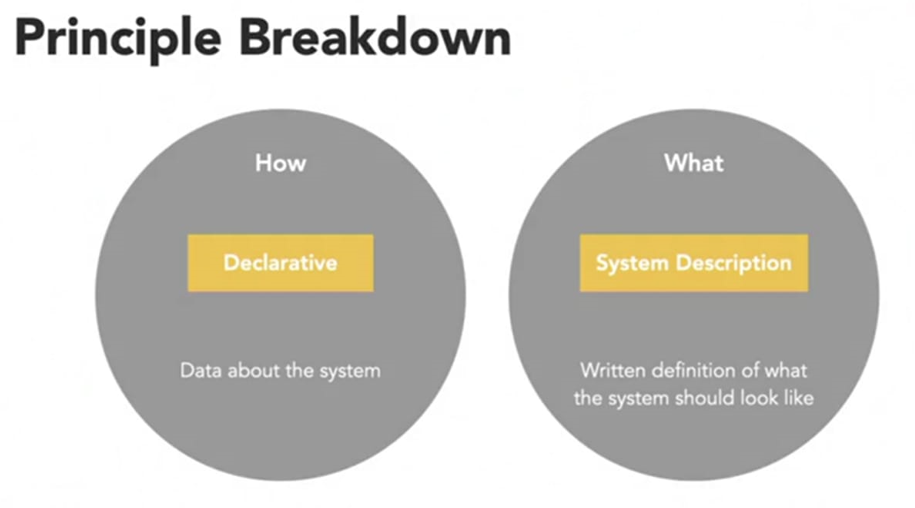 Principle Breakdown
How
Declarative
Data about the system
What
System Description
Written definition of what
the system should look like